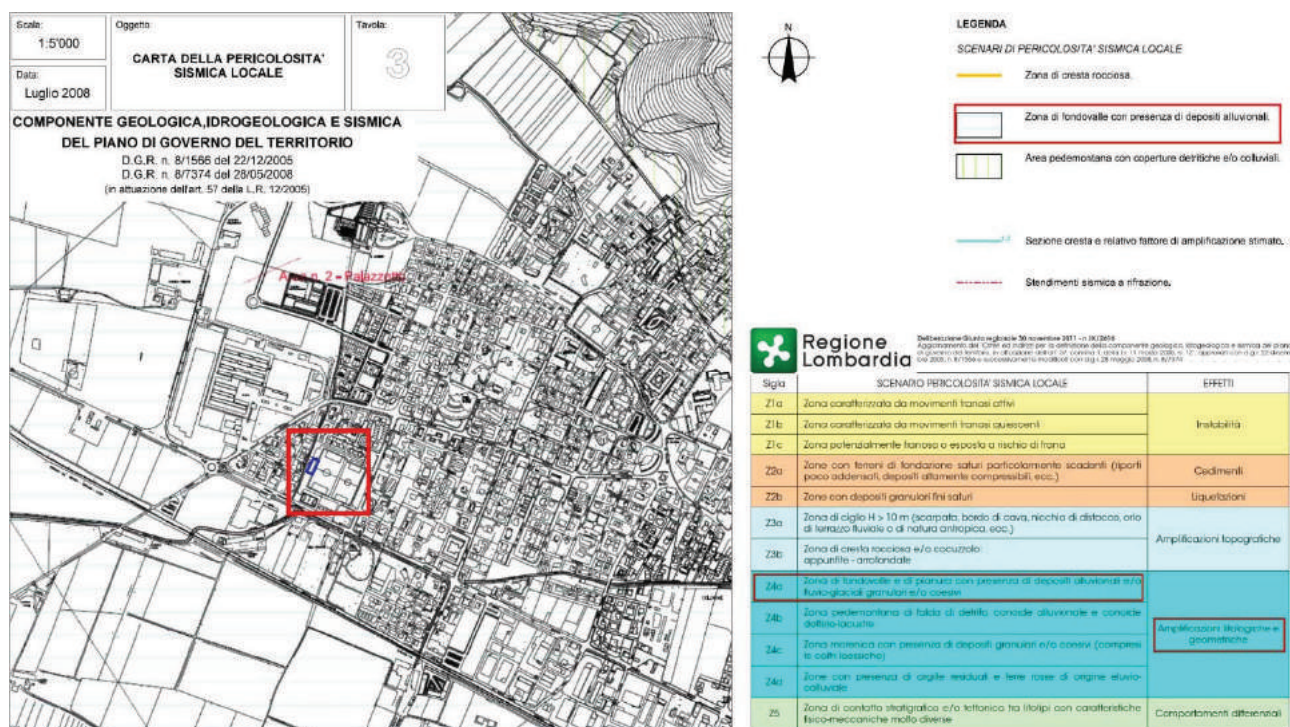 Scala:
1:5'000
Data:
Luglio 2008
Oggetto
CARTA DELLA PERICOLOSITA'
SISMICA LOCALE
Tavola:
3
COMPONENTE GEOLOGICA,IDROGEOLOGICA E SISMICA
DEL PIANO DI GOVERNO DEL TERRITORIO
D.G.R. n. 8/1566 del 22/12/2005
D.G.R. n. 8/7374 del 28/05/2008
(in attuazione dell'art. 57 della L.R. 12/2005)
Area n. 2 - Palazzotto
N
LEGENDA
SCENARI DI PERICOLOSITA' SISMICA LOCALE
Zona di cresta rocciosa.
Zona di fondovalle con presenza di depositi alluvionali.
Area pedemontana con coperture detritiche e/o colluviali.
Sezione cresta e relativo fattore di amplificazione stimato.
Stendimenti sismica a rifrazione.
Regione
Lombardia
Deliberazione Giunta regionale 30 novembre 2011 - n. IX/2616
Sigla SCENARIO PERICOLOSITA' SISMICA LOCALE EFFETTI
Z1a Zona caratterizzata da movimenti franosi attivi
Z1b Zona caratterizzata da movimenti franosi quiescenti
Instabilità
Z1c Zona potenzialmente franosa o esposta a rischio di frana
Z2a Zone con terreni di fondazione saturi particolarmente scadenti (riporti
poco addensati, depositi altamente compressibili, ecc.)
Cedimenti
Z2b Zone con depositi granulari fini saturi
Liquefazioni
Z3a Zona di ciglio H > 10 m (scarpata, bordo di cava, nicchia di distacco, orlo
di terrazzo fluviale o di natura antropica, ecc.)
Amplificazioni topografiche
Z3b Zona di cresta rocciosa e/o cocuzzolo:
appuntite - arrotondate
Z4a Zona di fondovalle e di pianura con presenza di depositi alluvionali e/o
fluvio-glaciali granulari e/o coesivi
Z4b Zona pedemontana di falda di detrito, conoide alluvionale e conoide
deltizio-lacustre
Amplificazioni litologiche e
geometriche
Z4c Zona morenica con presenza di depositi granulari e/o coesivi (compresi
le coltri loessiche)
Z4d Zone con presenza di argille residuali e terre rosse di origine eluvio-
colluviale
Z5 Zona di contatto stratigrafico e/o tettonico tra litotipi con caratteristiche
fisico-meccaniche molto diverse
Comportamenti differenziali